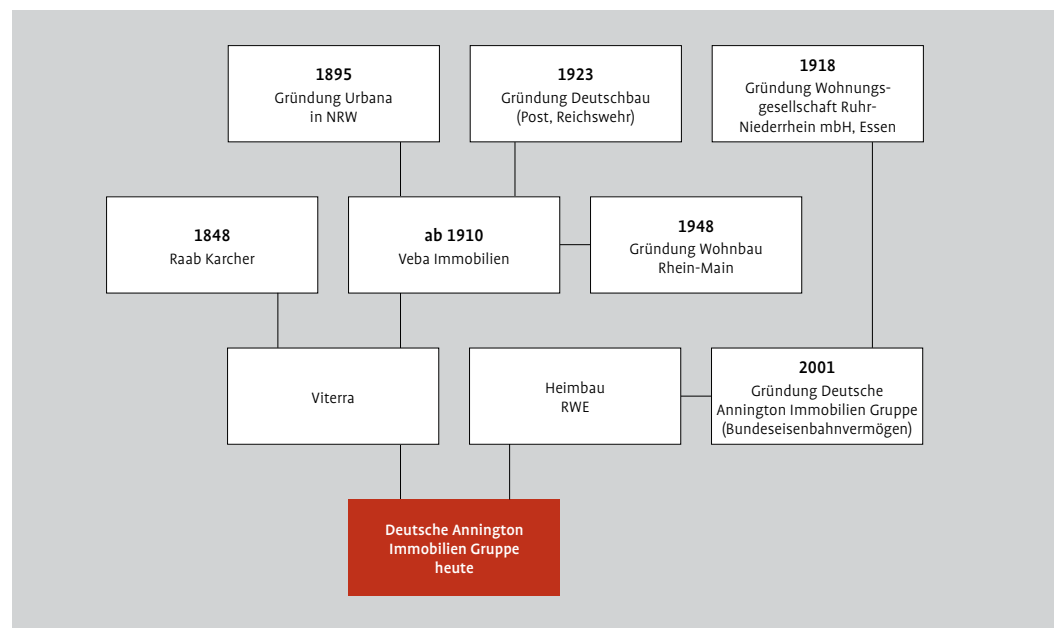 1895
Gründung Urbana
in NRW
1923
Gründung Deutschbau
(Post, Reichswehr)
1918
Gründung Wohnungs-
gesellschaft Ruhr-
Niederrhein mbH, Essen
1848
Raab Karcher
ab 1910
Veba Immobilien
1948
Gründung Wohnbau
Rhein-Main
Viterra
Heimbau
RWE
2001
Gründung Deutsche
Annington Immobilien Gruppe
(Bundeseisenbahnvermögen)
Deutsche Annington
Immobilien Gruppe
heute